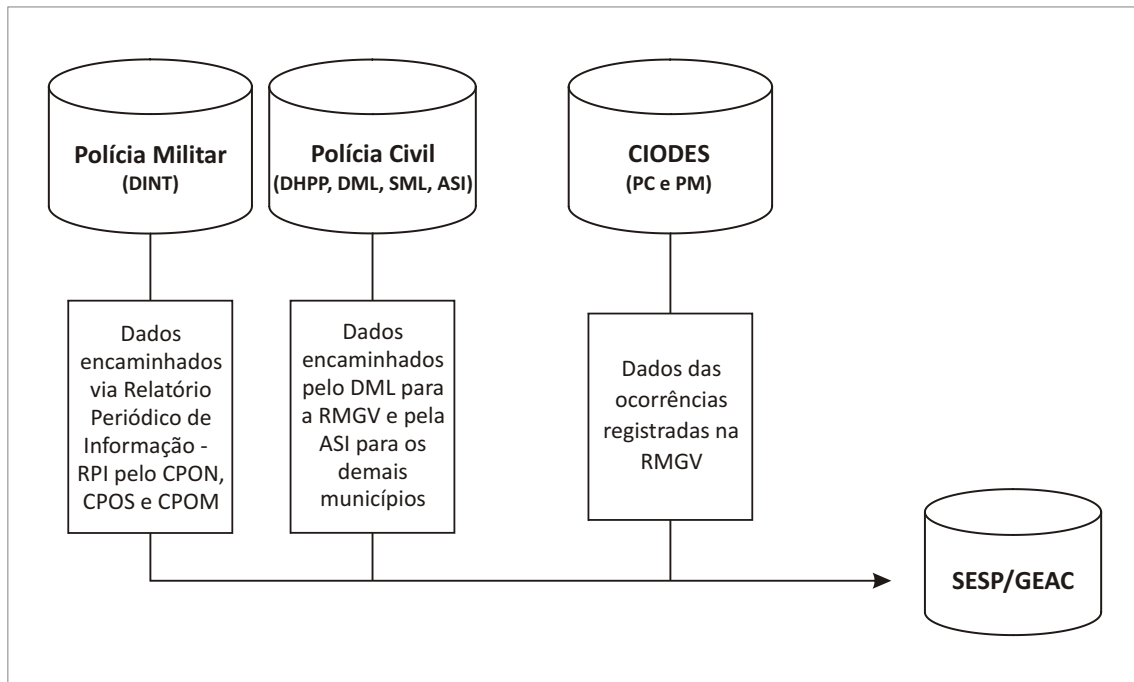 Polícia Militar
(DINT)
Dados
encaminhados
via Relatório
Periódico de
Informação -
RPI pelo CPON,
CPOS e CPOM
Polícia Civil
(DHPP, DML, SML, ASI)
Dados
encaminhados
pelo DML para
a RMGV e pela
ASI para os
demais
municípios
CIODES
(PC e PM)
Dados das
ocorrências
registradas na
RMGV
SESP/GEAC